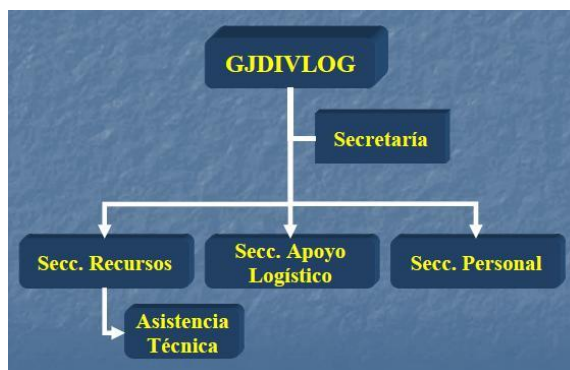 GJDIVLOG
Secretaría
Secc. Recursos
Secc. Apoyo
Logístico
Secc. Personal
Asistencia
Técnica